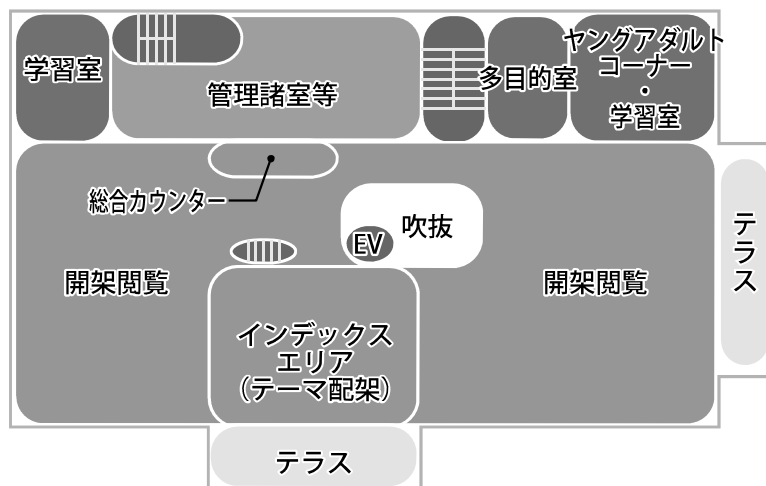 学習室
管理諸室等
多目的室
ヤングアダルト
コーナー
・
学習室
総合カウンター
吹抜
EV
開架閲覧
開架閲覧
テラス
インデックス
エリア
（テーマ配架）
テラス